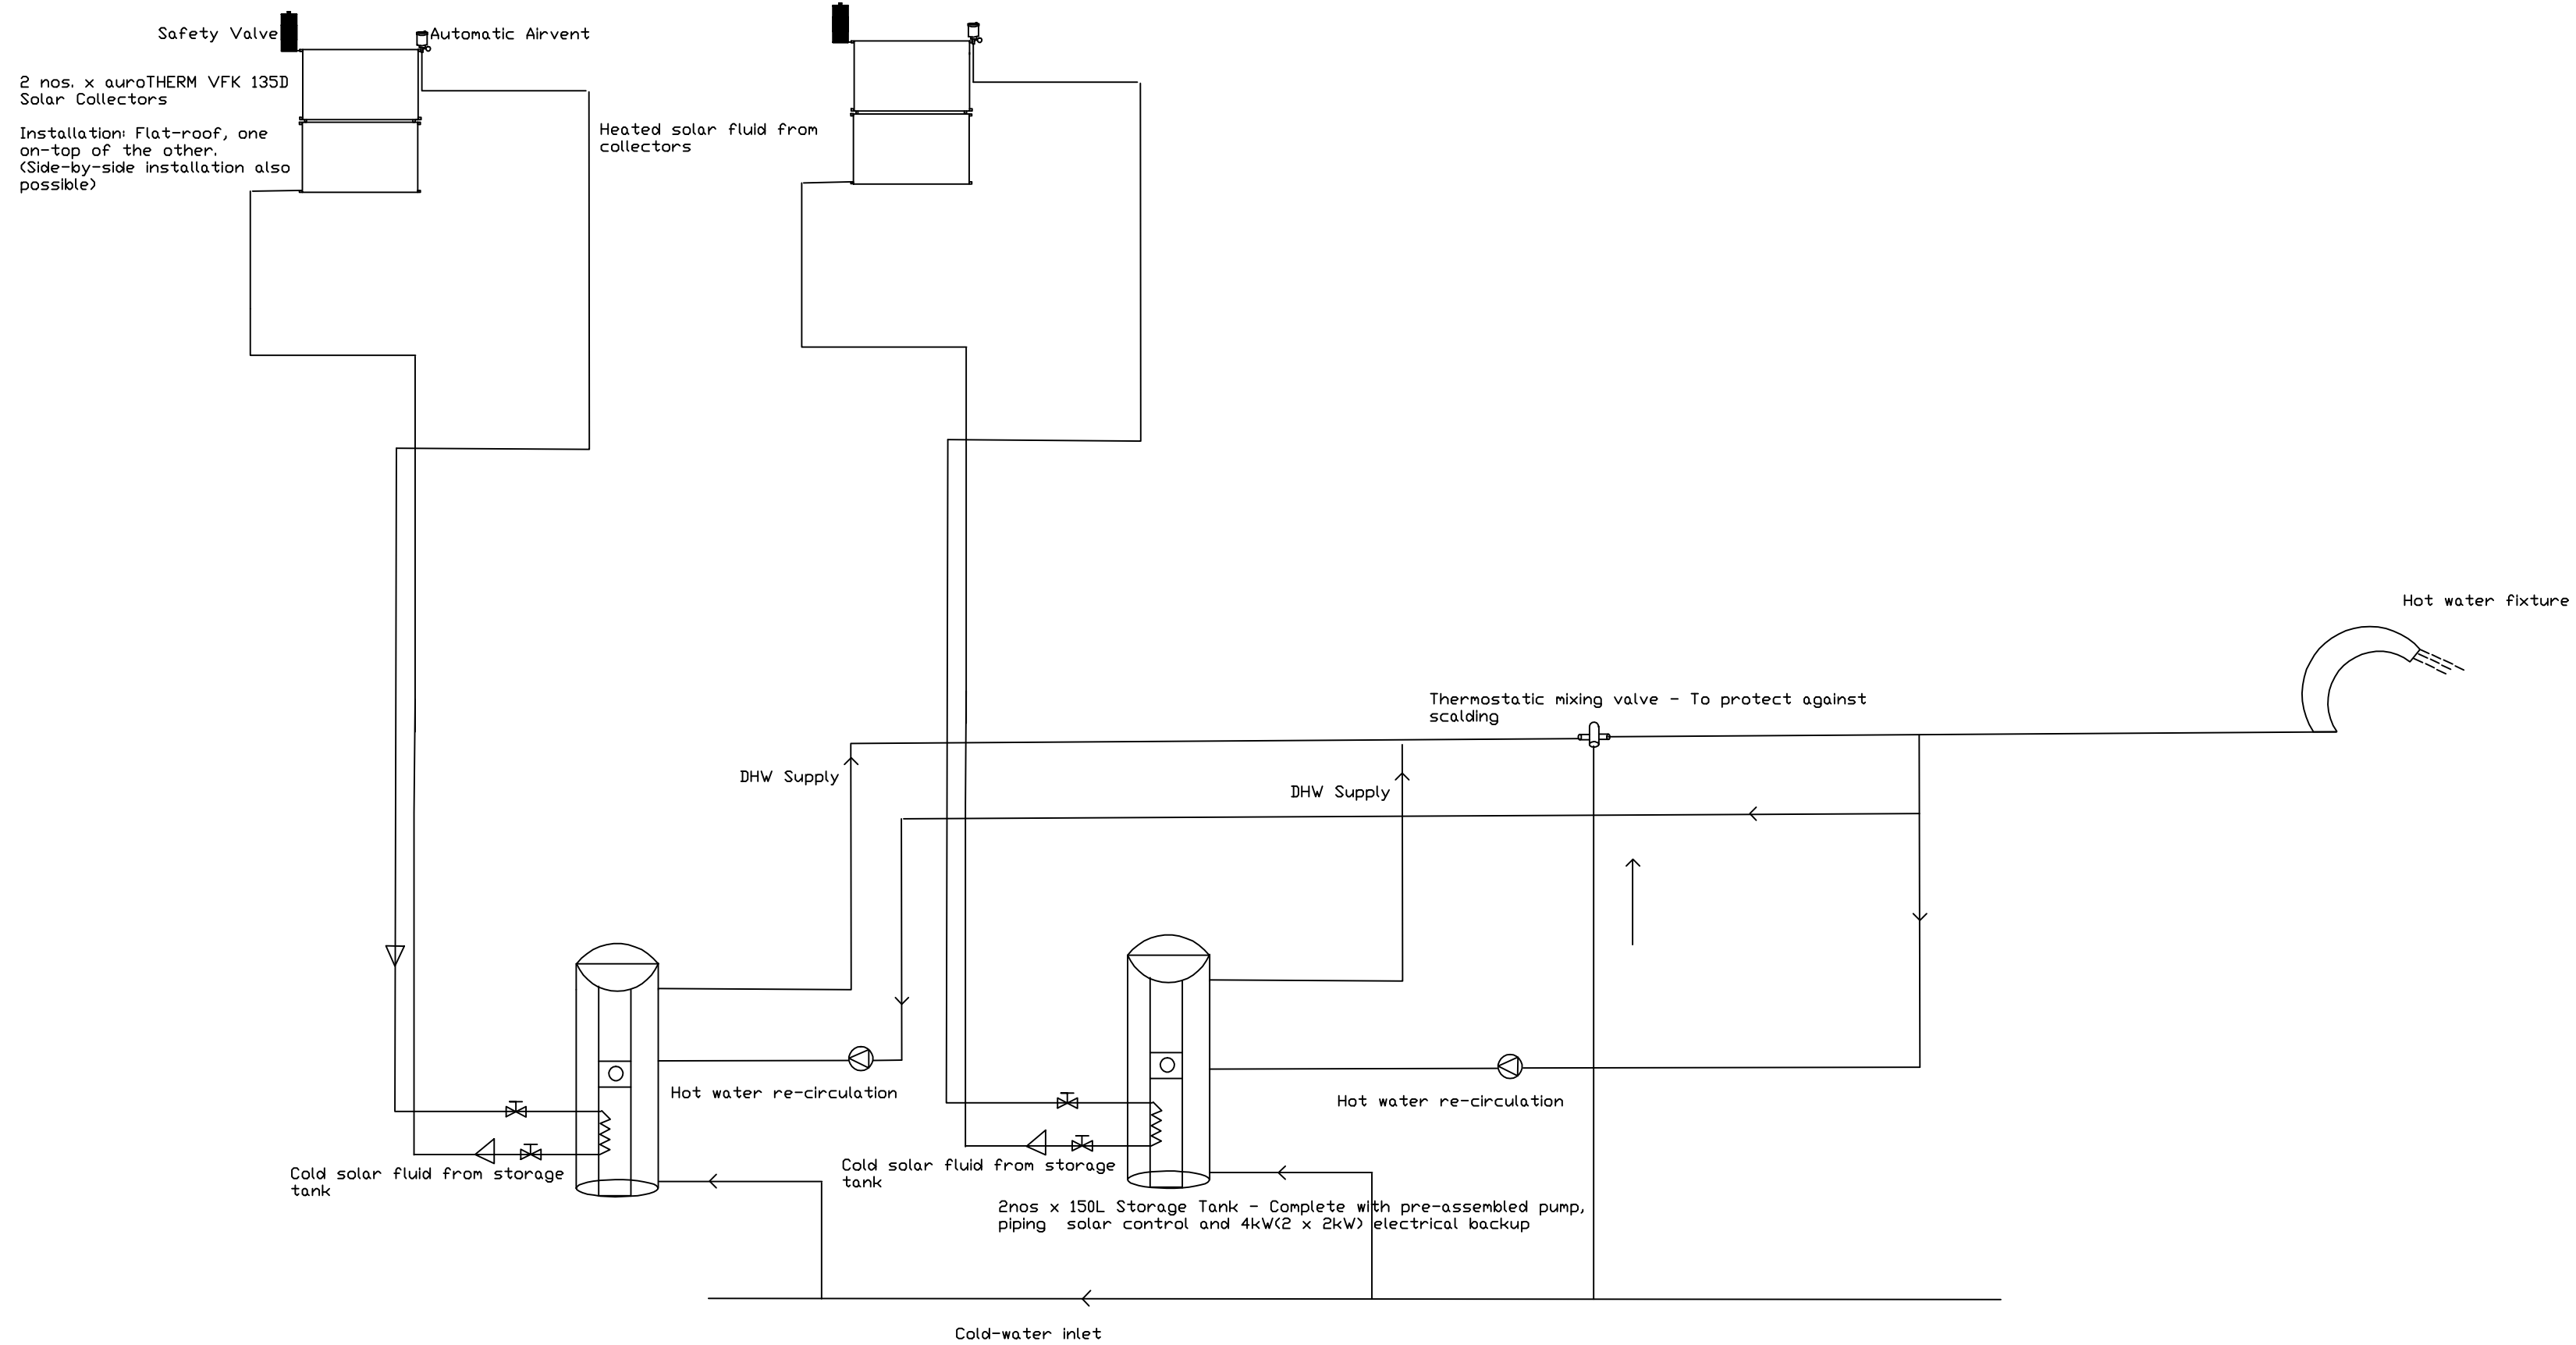 Safety Valve
Automatic Airvent
2 nos. x auroTHERM VFK 135D
Solar Collectors
Installation: Flat-roof, one
on-top of the other.
(Side-by-side installation also
possible)
Heated solar fluid from
collectors
Hot water fixture
Thermostatic mixing valve - To protect against
scalding
DHW Supply
DHW Supply
Hot water re-circulation
Hot water re-circulation
Cold solar fluid from storage
tank
Cold solar fluid from storage
tank
2nos x 150L Storage Tank - Complete with pre-assembled pump,
piping  solar control and 4kW(2 x 2kW) electrical backup
Cold-water inlet